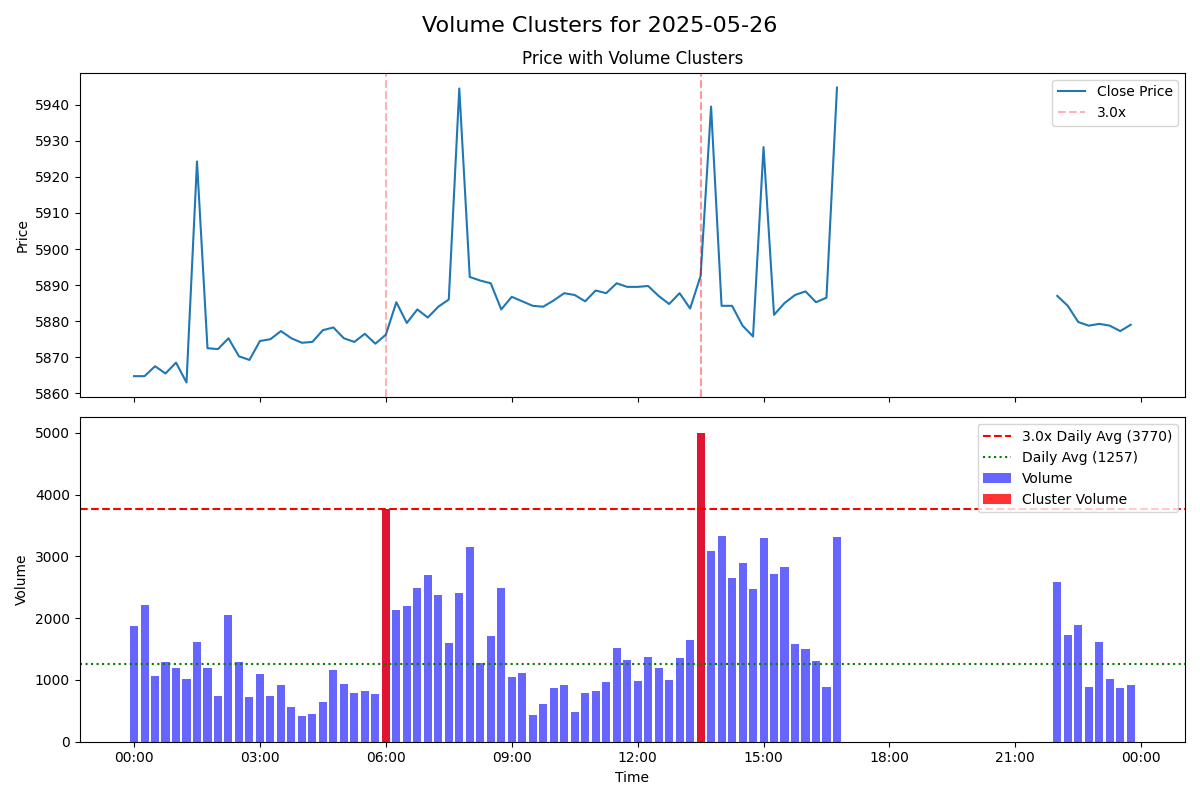 Volume Clusters for 2025-05-26
Price with Volume Clusters
Close Price
3.0x
5940
5930
5920
5910
5900
5890
5880
5870
5860
Price
3.0x Daily Avg (3770)
Daily Avg (1257)
Volume
Cluster Volume
5000
4000
3000
2000
1000
0
Volume
00:00 03:00 06:00 09:00 12:00 15:00 18:00 21:00 00:00
Time